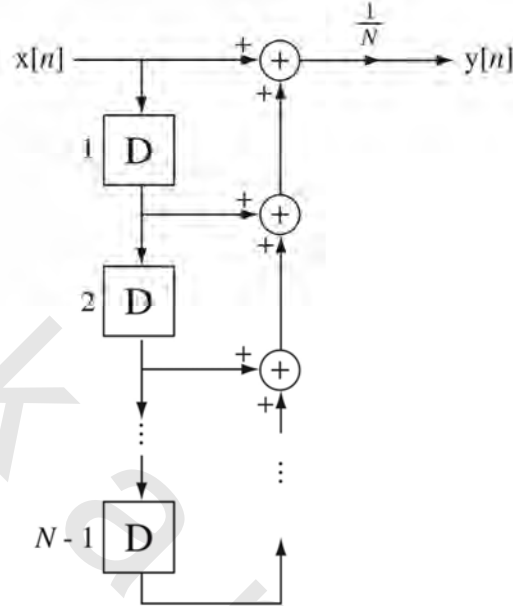 1
N
x[n]
+
+
y[n]
+
1
D
+
+
+
2
D
+
+
+
...
...
N - 1
D